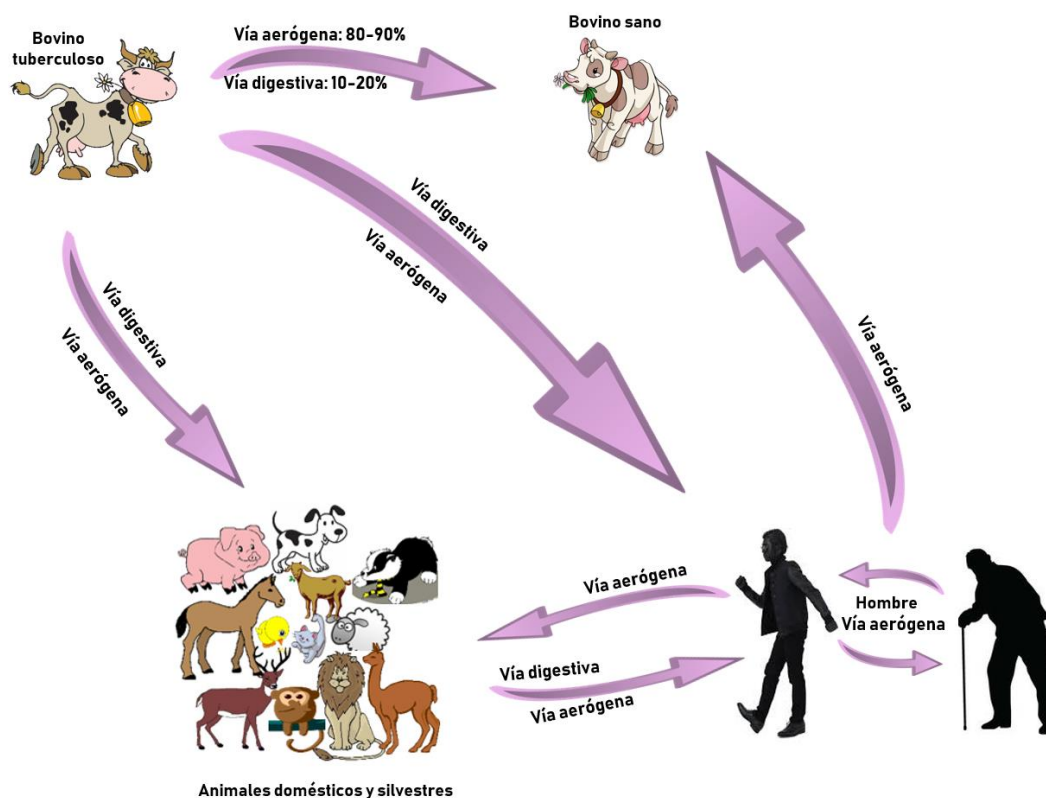 Bovino
tuberculoso
Vía aerógena: 80-90%
Vía digestiva: 10-20%
Bovino sano
Vía digestiva
Vía aerógena
Vía digestiva
Vía aerógena
Vía aerógena
Vía aerógena
Hombre
Vía aerógena
Vía digestiva
Vía aerógena
Animales domésticos y silvestres